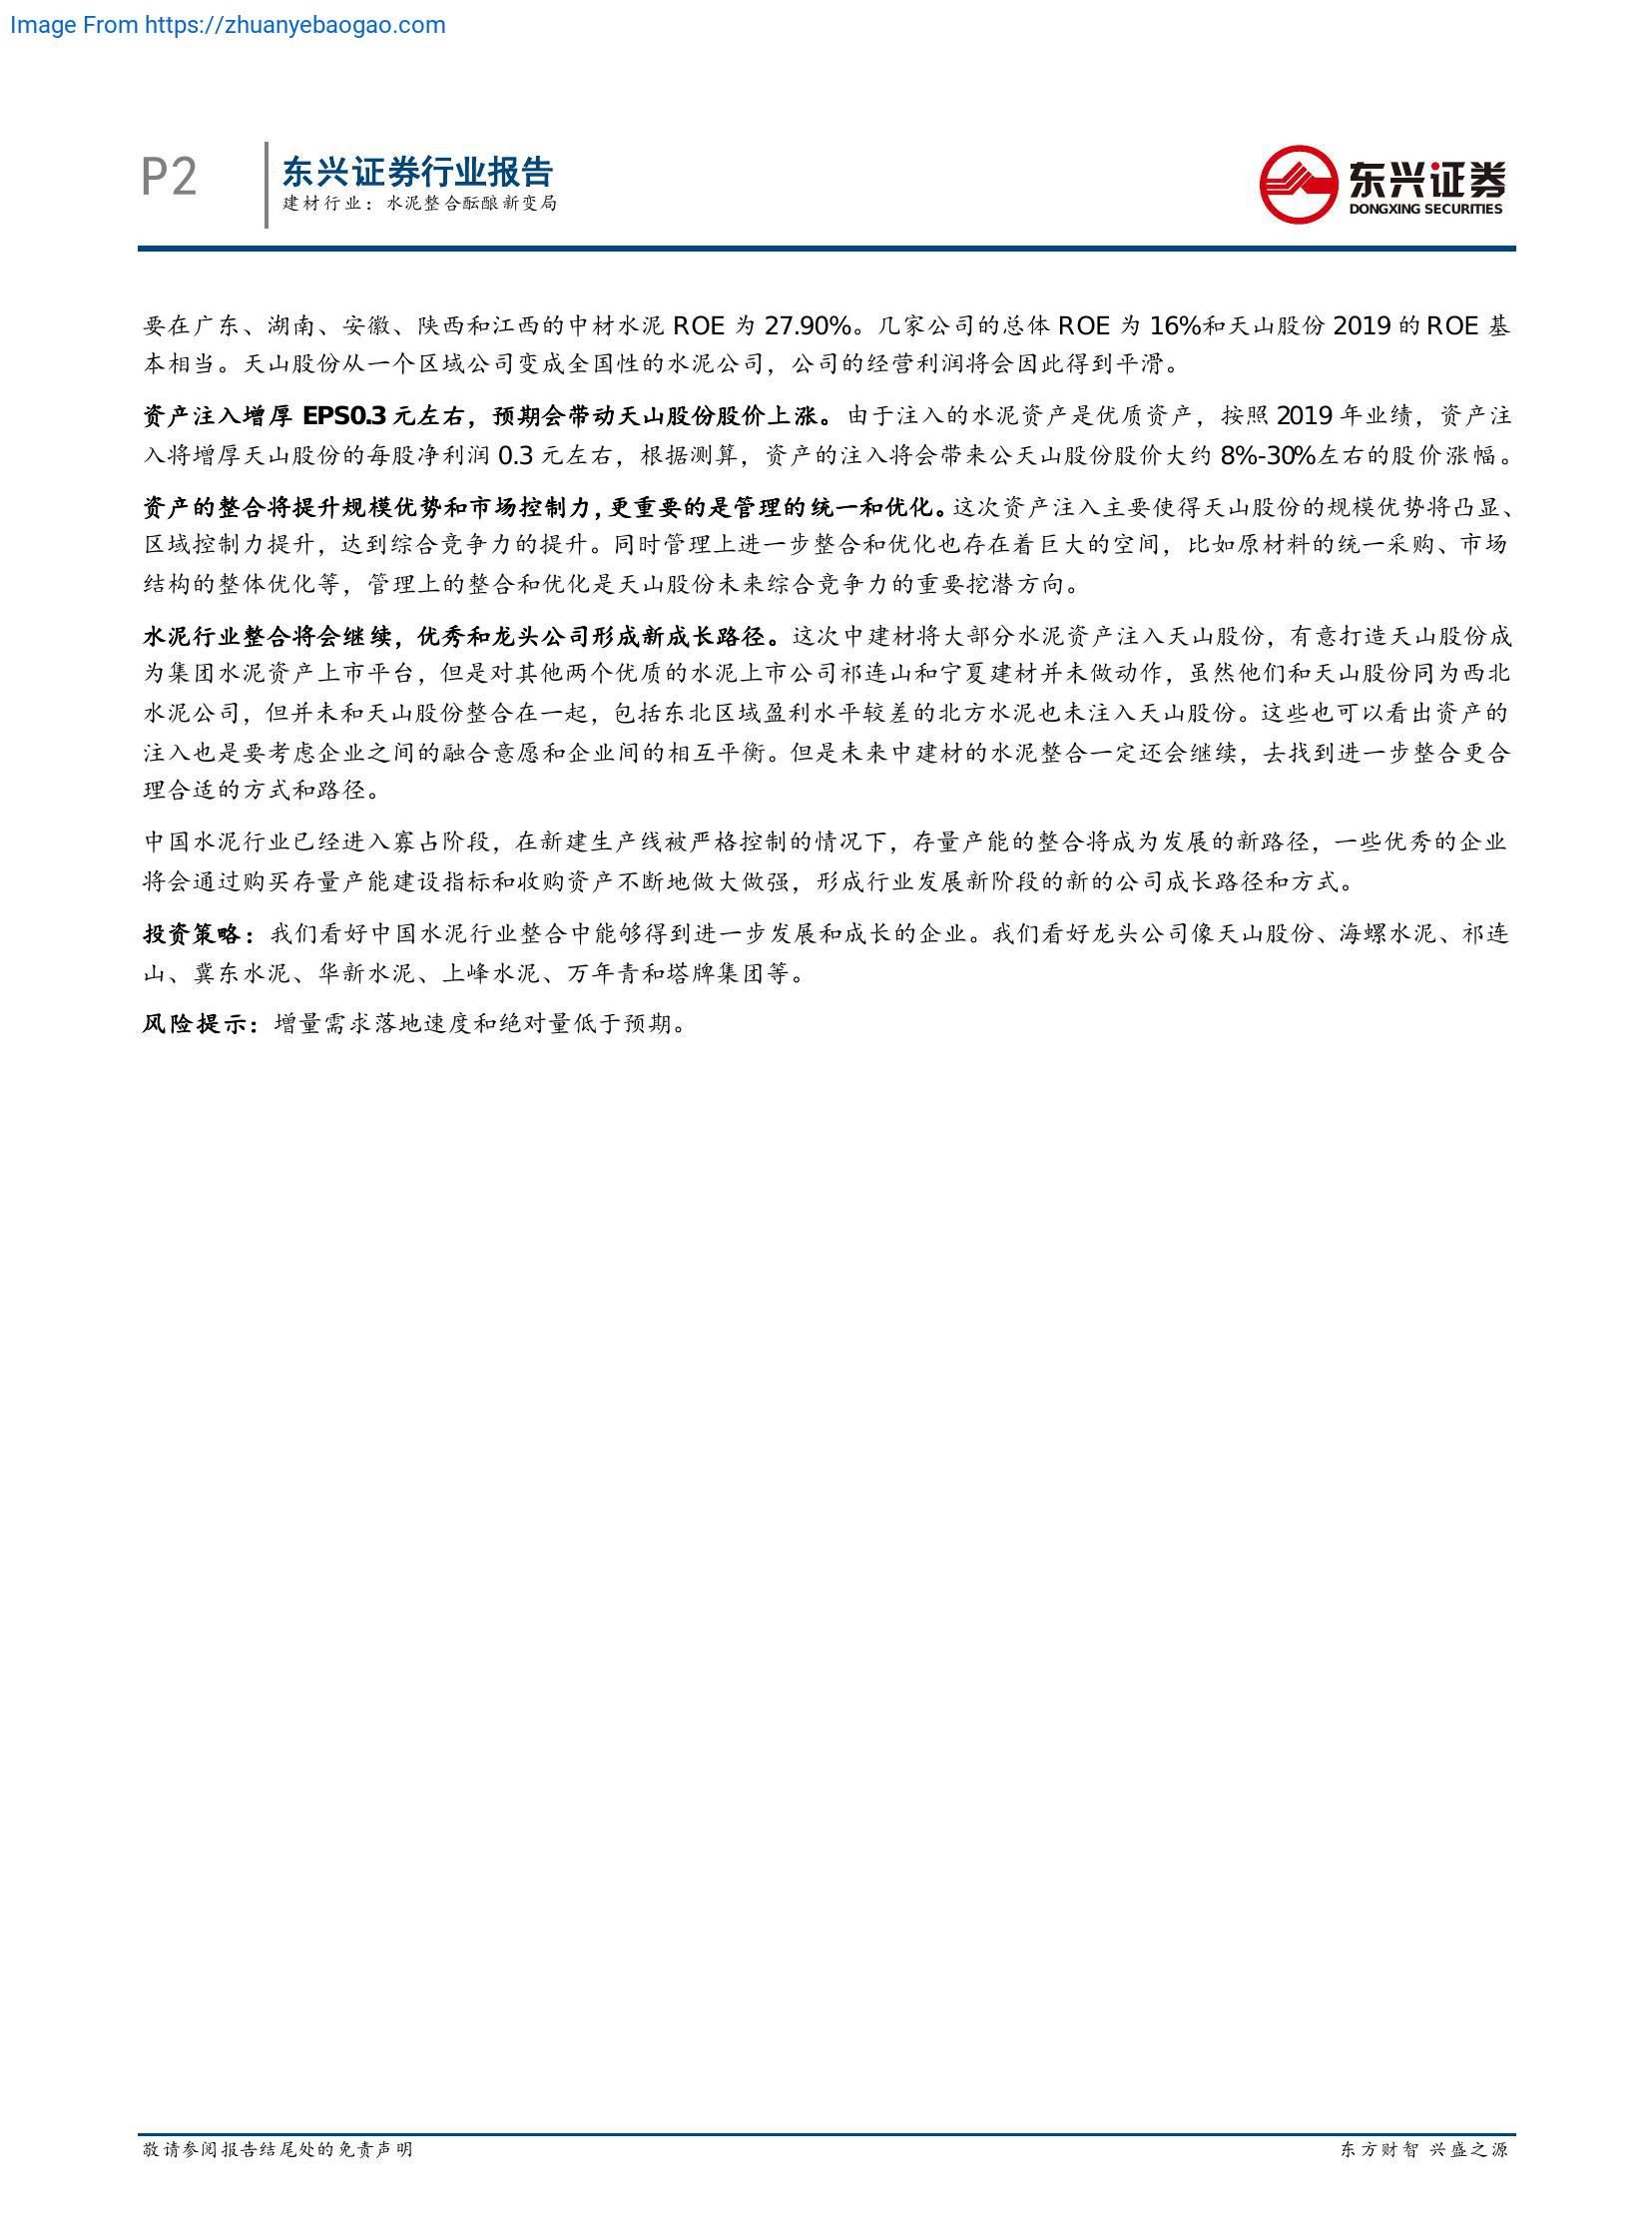 Image From https://zhuanyebaogao.com
P2
东兴证券行业报告
建材行业：水泥整合酝酿新变局
东兴证券
DONGXING SECURITIES
要在广东、湖南、安徽、陕西和江西的中材水泥 ROE 为 27.90%。几家公司的总体 ROE 为 16%和天山股份 2019 的 ROE 基
本相当。天山股份从一个区域公司变成全国性的水泥公司，公司的经营利润将会因此得到平滑。
资产注入增厚 EPS0.3 元左右，预期会带动天山股份股价上涨。由于注入的水泥资产是优质资产，按照 2019 年业绩，资产注
入将增厚天山股份的每股净利润 0.3 元左右，根据测算，资产的注入将会带来公天山股份股价大约 8%-30%左右的股价涨幅。
资产的整合将提升规模优势和市场控制力，更重要的是管理的统一和优化。这次资产注入主要使得天山股份的规模优势将凸显、
区域控制力提升，达到综合竞争力的提升。同时管理上进一步整合和优化也存在着巨大的空间，比如原材料的统一采购、市场
结构的整体优化等，管理上的整合和优化是天山股份未来综合竞争力的重要挖潜方向。
水泥行业整合将会继续，优秀和龙头公司形成新成长路径。这次中建材将大部分水泥资产注入天山股份，有意打造天山股份成
为集团水泥资产上市平台，但是对其他两个优质的水泥上市公司祁连山和宁夏建材并未做动作，虽然他们和天山股份同为西北
水泥公司，但并未和天山股份整合在一起，包括东北区域盈利水平较差的北方水泥也未注入天山股份。这些也可以看出资产的
注入也是要考虑企业之间的融合意愿和企业间的相互平衡。但是未来中建材的水泥整合一定还会继续，去找到进一步整合更合
理合适的方式和路径。
中国水泥行业已经进入寡占阶段，在新建生产线被严格控制的情况下，存量产能的整合将成为发展的新路径，一些优秀的企业
将会通过购买存量产能建设指标和收购资产不断地做大做强，形成行业发展新阶段的新的公司成长路径和方式。
投资策略：我们看好中国水泥行业整合中能够得到进一步发展和成长的企业。我们看好龙头公司像天山股份、海螺水泥、祁连
山、冀东水泥、华新水泥、上峰水泥、万年青和塔牌集团等。
风险提示：增量需求落地速度和绝对量低于预期。
敬请参阅报告结尾处的免责声明
东方财智 兴盛之源